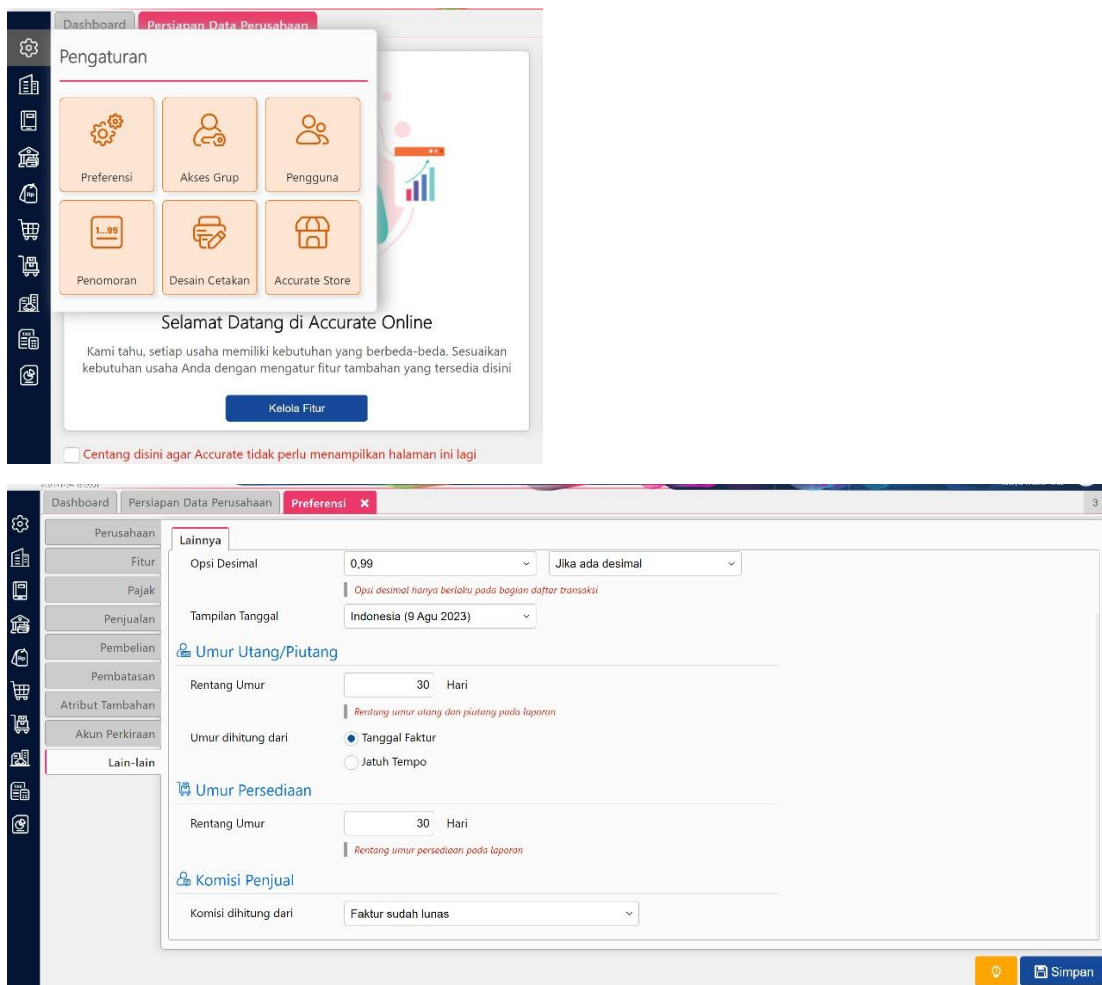 Dashboard Persiapan Data Perusahaan
Pengaturan
Preferensi Akses Grup Pengguna
1...99
Penomoran Desain Cetakan Accurate Store
Selamat Datang di Accurate Online
Kami tahu, setiap usaha memiliki kebutuhan yang berbeda-beda. Sesuaikan
kebutuhan usaha Anda dengan mengatur fitur tambahan yang tersedia disini
Kelola Fitur
Centang disini agar Accurate tidak perlu menampilkan halaman ini lagi
Dashboard Persiapan Data Perusahaan Preferensi 3
Perusahaan
Fitur
Pajak
Penjualan
Pembelian
Pembatasan
Atribut Tambahan
Akun Perkiraan
Lain-lain
Lainnya
Opsi Desimal 0,99 Jika ada desimal
Opsi desimal hanya berlaku pada bagian daftar transaksi
Tampilan Tanggal Indonesia (9 Agu 2023)
Umur Utang/Piutang
Rentang Umur 30 Hari
Rentang umur utang dan piutang pada laporan
Umur dihitung dari Tanggal Faktur
Jatuh Tempo
Umur Persediaan
Rentang Umur 30 Hari
Rentang umur persediaan pada laporan
Komisi Penjual
Komisi dihitung dari Faktur sudah lunas
Simpan